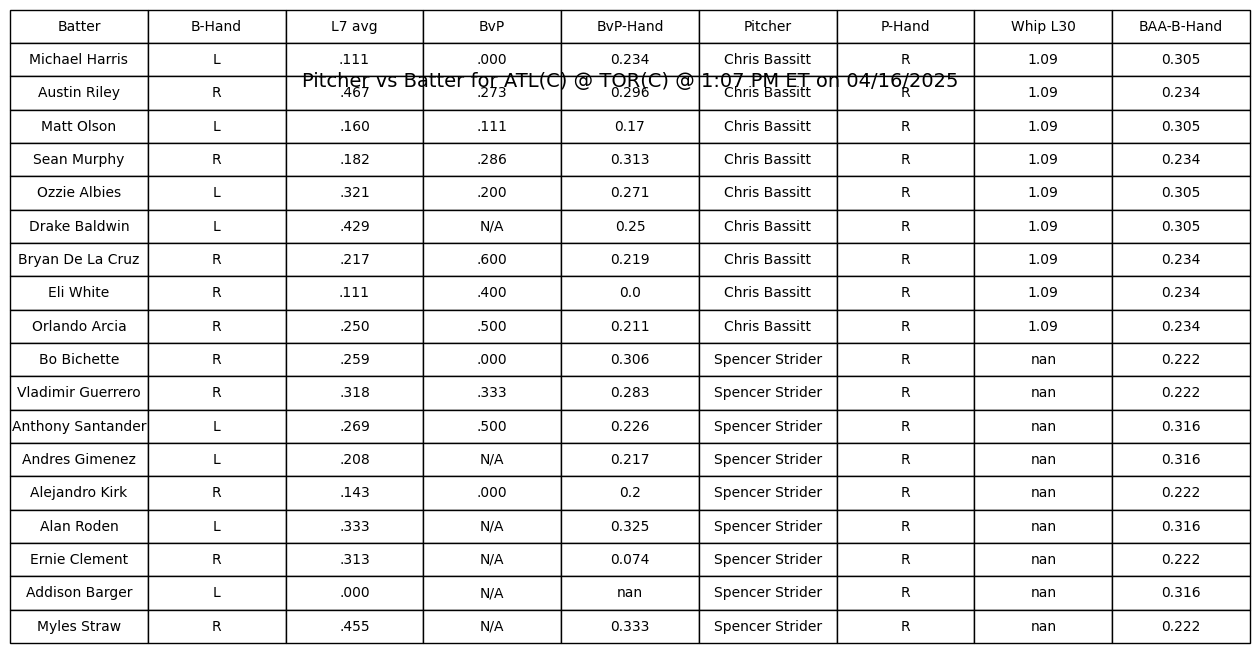 Batter B-Hand L7 avg BvP BvP-Hand Pitcher P-Hand Whip L30 BAA-B-Hand
Michael Harris L .111 .000 0.234 Chris Bassitt R 1.09 0.305
Pitcher vs Batter for ATL(C) @ TOR(C) @ 1:07 PM ET on 04/16/2025
Austin Riley R .467 .273 0.296 Chris Bassitt R 1.09 0.234
Matt Olson L .160 .111 0.17 Chris Bassitt R 1.09 0.305
Sean Murphy R .182 .286 0.313 Chris Bassitt R 1.09 0.234
Ozzie Albies L .321 .200 0.271 Chris Bassitt R 1.09 0.305
Drake Baldwin L .429 N/A 0.25 Chris Bassitt R 1.09 0.305
Bryan De La Cruz R .217 .600 0.219 Chris Bassitt R 1.09 0.234
Eli White R .111 .400 0.0 Chris Bassitt R 1.09 0.234
Orlando Arcia R .250 .500 0.211 Chris Bassitt R 1.09 0.234
Bo Bichette R .259 .000 0.306 Spencer Strider R nan 0.222
Vladimir Guerrero R .318 .333 0.283 Spencer Strider R nan 0.222
Anthony Santander L .269 .500 0.226 Spencer Strider R nan 0.316
Andres Gimenez L .208 N/A 0.217 Spencer Strider R nan 0.316
Alejandro Kirk R .143 .000 0.2 Spencer Strider R nan 0.222
Alan Roden L .333 N/A 0.325 Spencer Strider R nan 0.316
Ernie Clement R .313 N/A 0.074 Spencer Strider R nan 0.222
Addison Barger L .000 N/A nan Spencer Strider R nan 0.316
Myles Straw R .455 N/A 0.333 Spencer Strider R nan 0.222